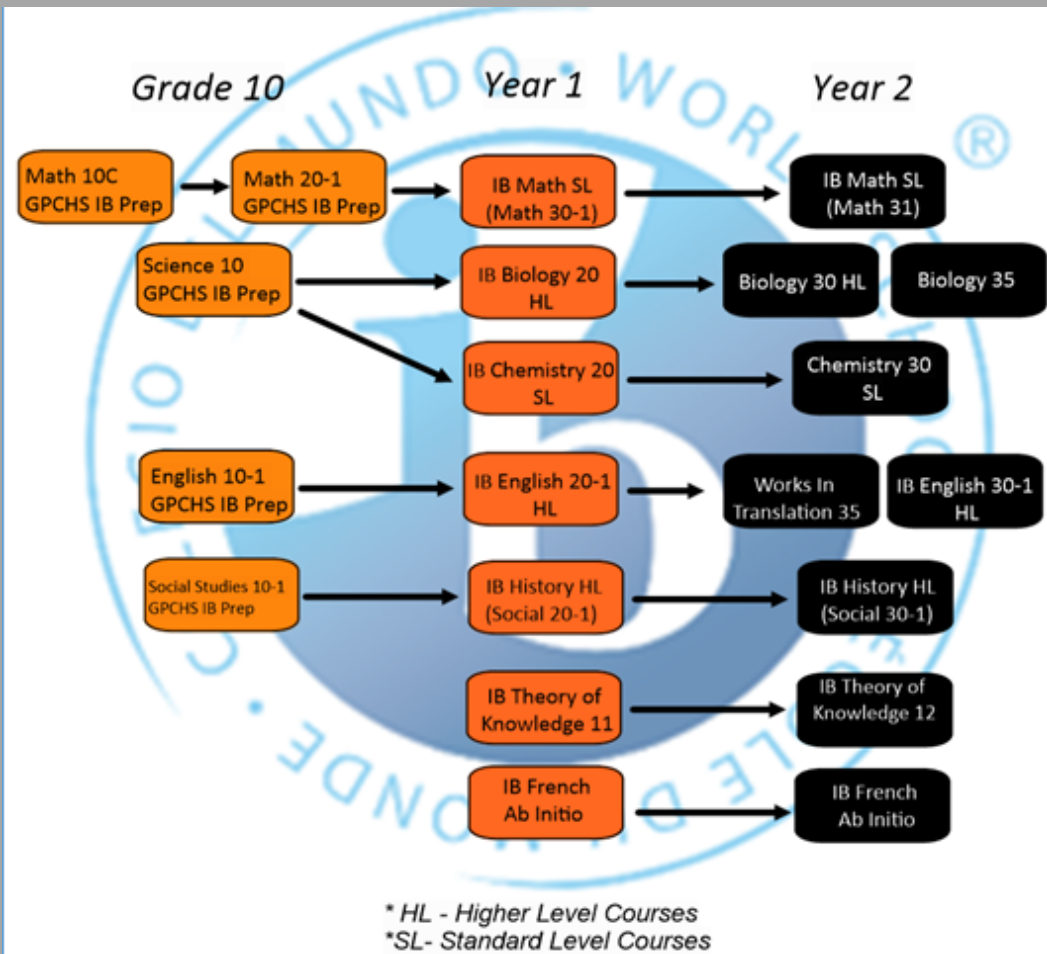 Grade 10
Year 1
Year 2
Math 10C
GPCHS IB Prep
Math 20-1
GPCHS IB Prep
IB Math SL
(Math 30-1)
IB Math SL
(Math 31)
Science 10
GPCHS IB Prep
IB Biology 20
HL
Biology 30 HL
Biology 35
IB Chemistry 20
SL
Chemistry 30
SL
English 10-1
GPCHS IB Prep
IB English 20-1
HL
Works In
Translation 35
IB English 30-1
HL
Social Studies 10-1
GPCHS IB Prep
IB History HL
(Social 20-1)
IB History HL
(Social 30-1)
IB Theory of
Knowledge 11
IB Theory of
Knowledge 12
IB French
Ab Initio
IB French
Ab Initio
* HL - Higher Level Courses
*SL- Standard Level Courses
MUNDO • WORL
®